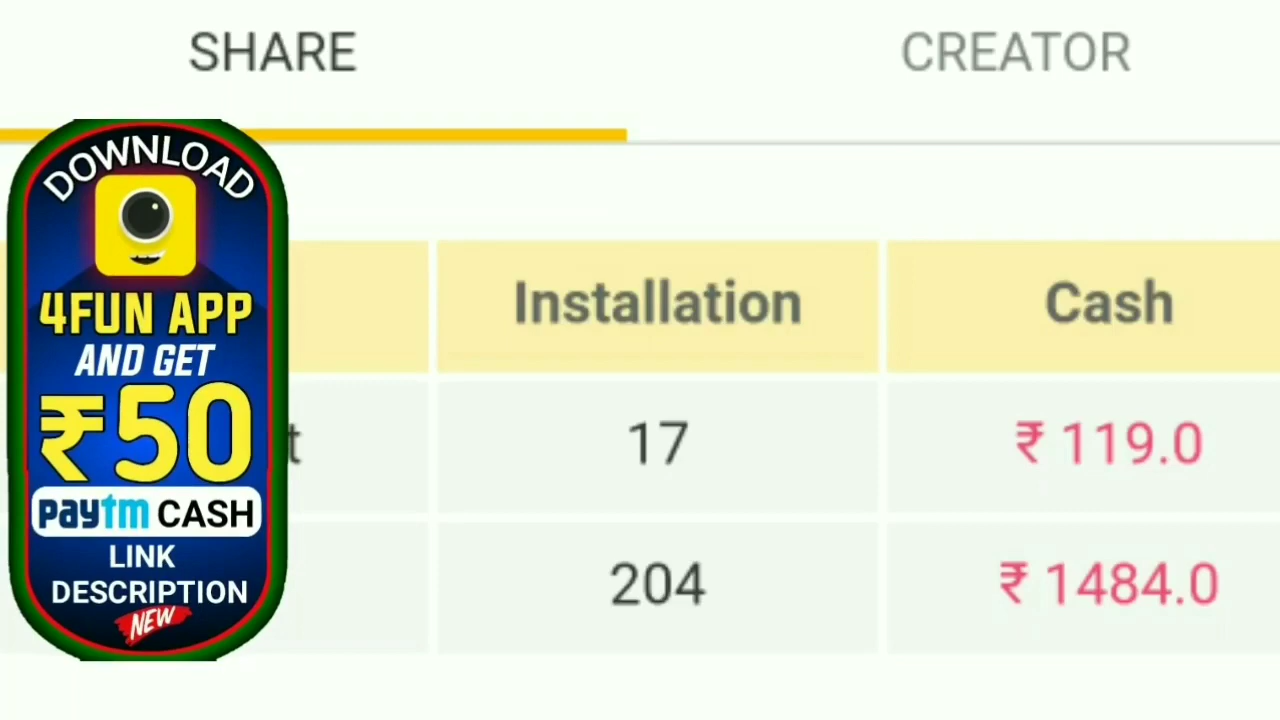 SHARE
CREATOR
DOWNLOAD
4FUN APP
AND GET
₹50
paytm CASH
LINK
DESCRIPTION
NEW
Installation
Cash
t
17
₹ 119.0
204
₹ 1484.0